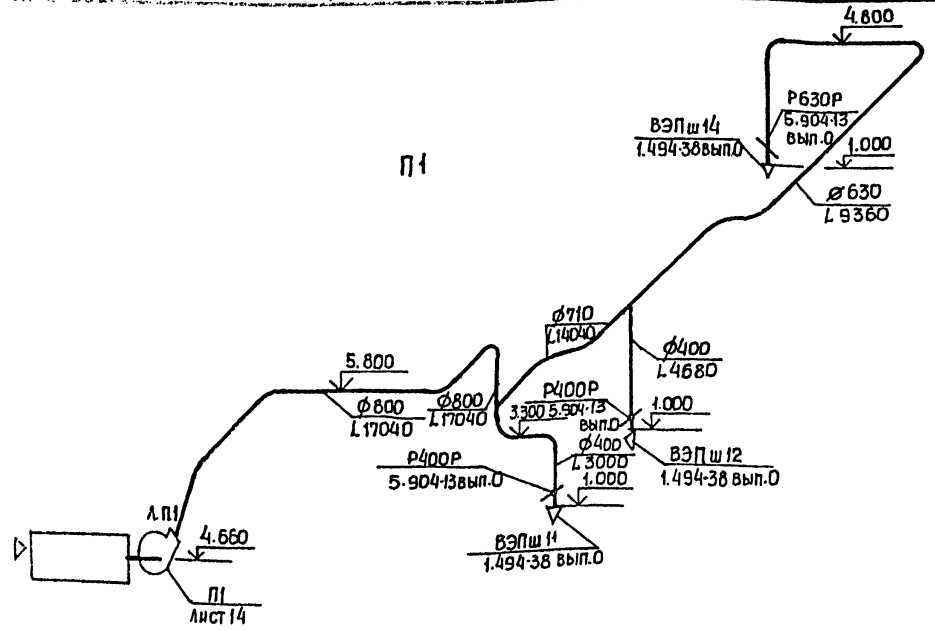 4.800
Р630Р
5.904-13
вып.0
ВЭПш14
1.494-38вып.0
1.000
П1
Ø630
L9360
Ø710
L14040
Ø400
L4680
5.800
Ø800
L17040
Ø800
L17040
Р400Р
3.300 5.904-13
вып.0
1.000
Ø400
L3000
ВЭПш12
1.494-38 вып.0
Р400Р
5.904-13вып.0
1.000
ВЭПш11
1.494-38 вып.0
Л.П1
4.660
П1
Лист 14